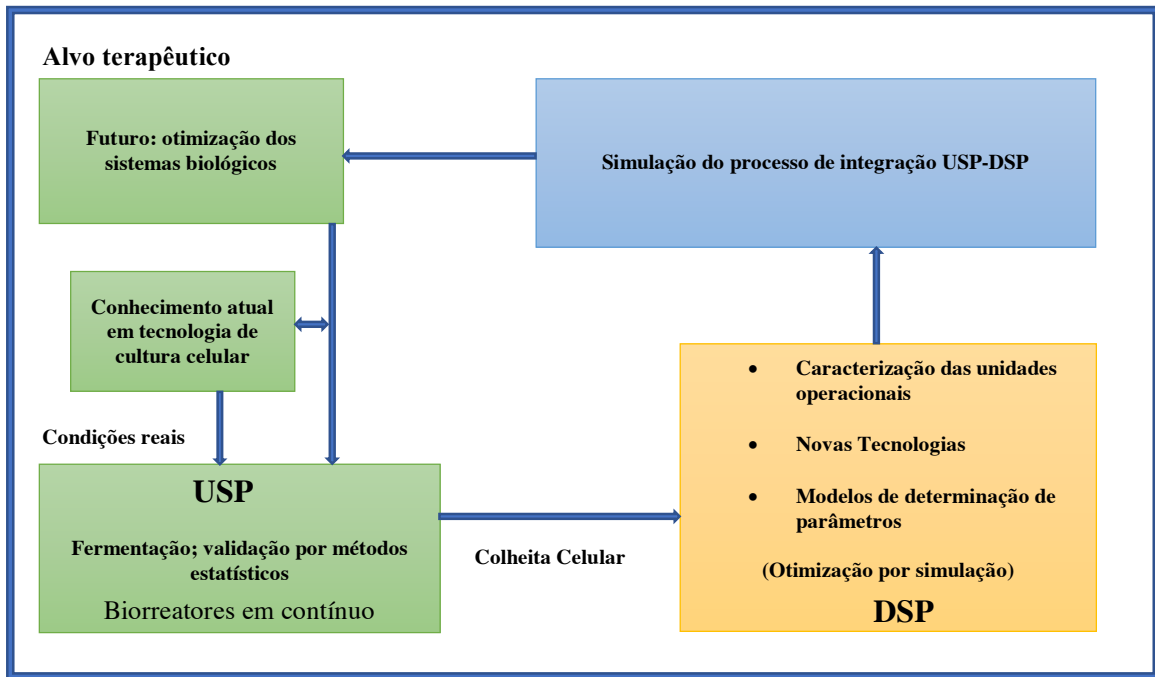 Alvo terapêutico
Futuro: otimização dos
sistemas biológicos
Simulação do processo de integração USP-DSP
Conhecimento atual
em tecnologia de
cultura celular
Condições reais
USP
Fermentação; validação por métodos
estatísticos
Biorreatores em contínuo
Colheita Celular
• Caracterização das unidades
operacionais
• Novas Tecnologias
• Modelos de determinação de
parâmetros
(Otimização por simulação)
DSP